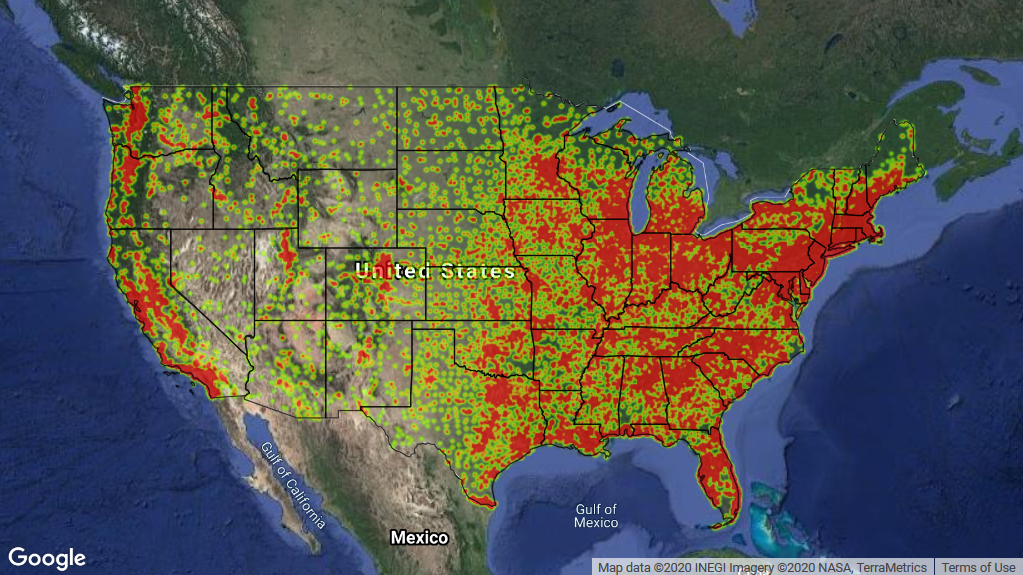 United States
Gulf of California
Gulf of
Mexico
Mexico
Google
Map data ©2020 INEGI Imagery ©2020 NASA, TerraMetrics
Terms of Use